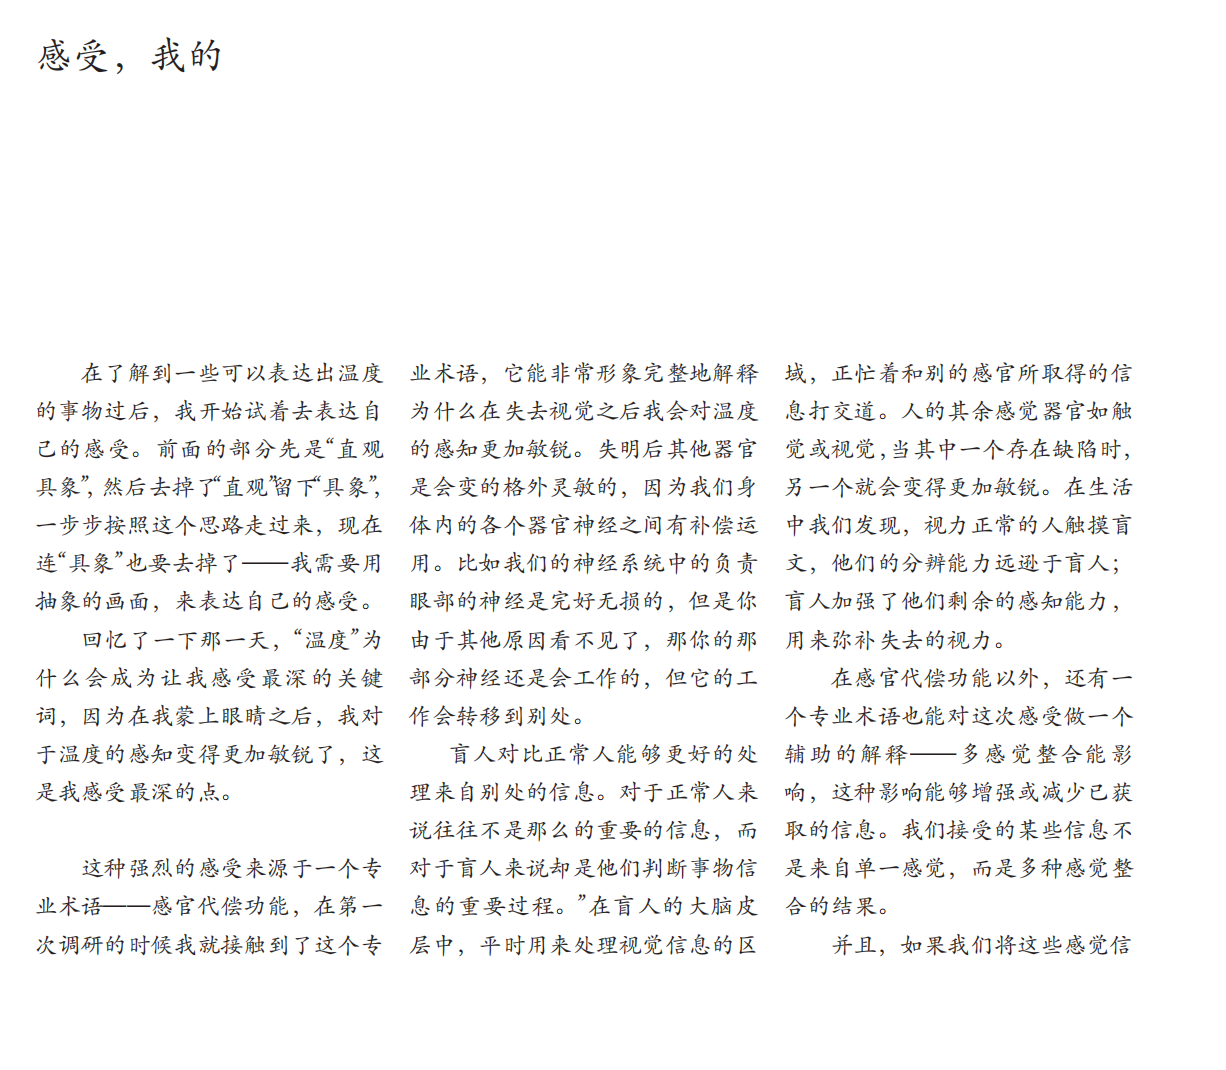 感受，我的
在了解到一些可以表达出温度
的事物过后，我开始试着去表达自
己的感受。前面的部分先是“直观
具象”，然后去掉了“直观”留下“具象”，
一步步按照这个思路走过来，现在
连“具象”也要去掉了——我需要用
抽象的画面，来表达自己的感受。
回忆了一下那一天，“温度”为
什么会成为让我感受最深的关键
词，因为在我蒙上眼睛之后，我对
于温度的感知变得更加敏锐了，这
是我感受最深的点。
这种强烈的感受来源于一个专
业术语——感官代偿功能，在第一
次调研的时候我就接触到了这个专
业术语，它能非常形象完整地解释
为什么在失去视觉之后我会对温度
的感知更加敏锐。失明后其他器官
是会变的格外灵敏的，因为我们身
体内的各个器官神经之间有补偿运
用。比如我们的神经系统中的负责
眼部的神经是完好无损的，但是你
由于其他原因看不见了，那你的那
部分神经还是会工作的，但它的工
作会转移到别处。
盲人对比正常人能够更好的处
理来自别处的信息。对于正常人来
说往往不是那么的重要的信息，而
对于盲人来说却是他们判断事物信
息的重要过程。”在盲人的大脑皮
层中，平时用来处理视觉信息的区
域，正忙着和别的感官所取得的信
息打交道。人的其余感觉器官如触
觉或视觉，当其中一个存在缺陷时，
另一个就会变得更加敏锐。在生活
中我们发现，视力正常的人触摸盲
文，他们的分辨能力远逊于盲人；
盲人加强了他们剩余的感知能力，
用来弥补失去的视力。
在感官代偿功能以外，还有一
个专业术语也能对这次感受做一个
辅助的解释——多感觉整合能影
响，这种影响能够增强或减少已获
取的信息。我们接受的某些信息不
是来自单一感觉，而是多种感觉整
合的结果。
并且，如果我们将这些感觉信